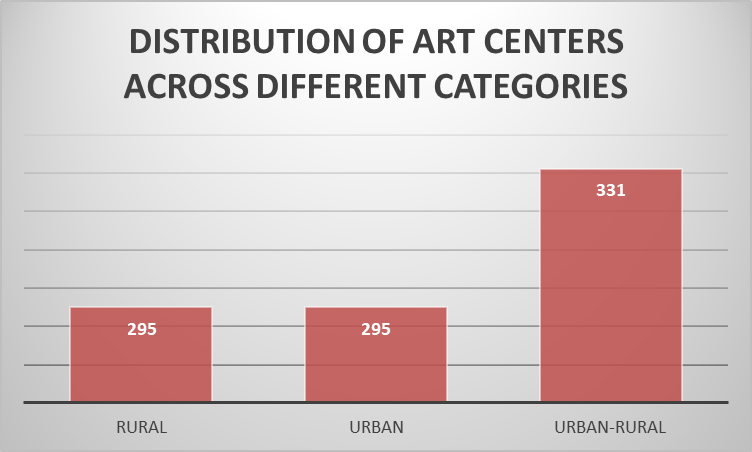 DISTRIBUTION OF ART CENTERS
ACROSS DIFFERENT CATEGORIES
295
295
331
RURAL
URBAN
URBAN-RURAL